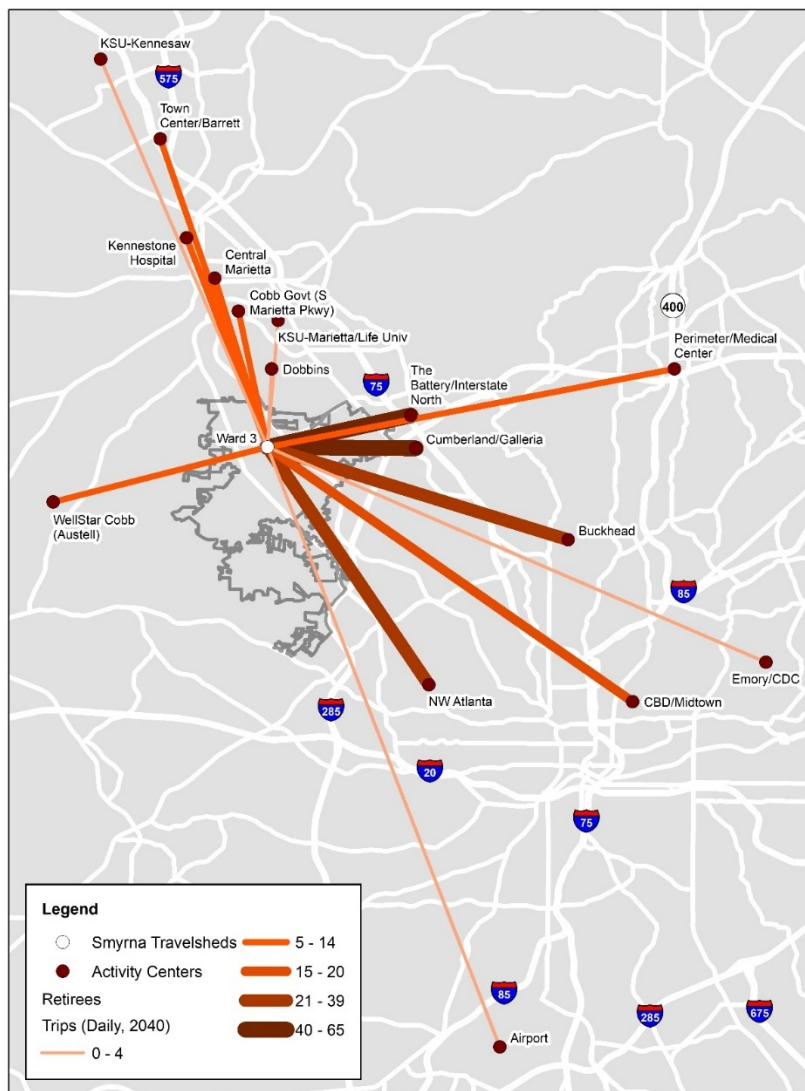 KSU-Kennesaw
575
Town
Center/Barrett
Kennestone
Hospital
Central
Marietta
Cobb Govt (S
Marietta Pkwy)
KSU-Marietta/Life Univ
400
Perimeter/Medical
Center
Dobbins
75
The
Battery/Interstate
North
Ward 3
Cumberland/Galleria
WellStar Cobb
(Austell)
Buckhead
85
Emory/CDC
NW Atlanta
CBD/Midtown
285
20
75
Legend
Smyrna Travelsheds
Activity Centers
Retirees
Trips (Daily, 2040)
0 - 4
5 - 14
15 - 20
21 - 39
40 - 65
85
285
675
Airport